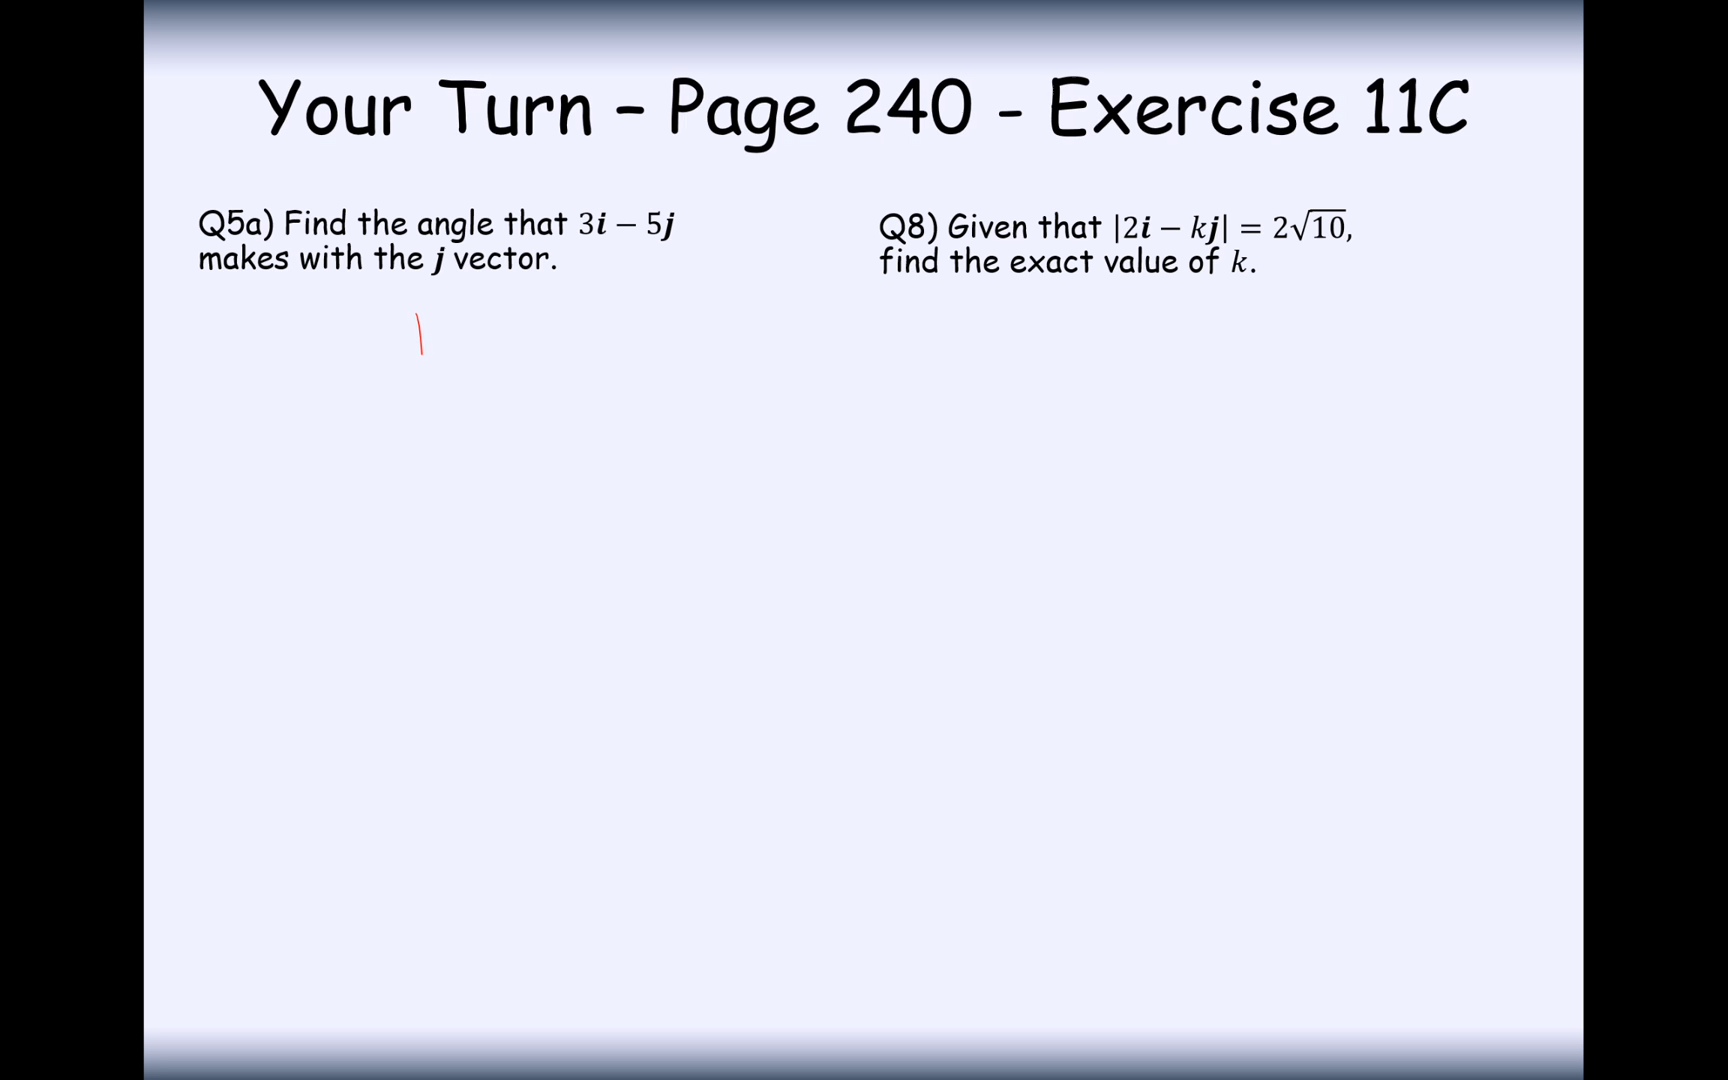 Your Turn – Page 240 - Exercise 11C
Q5a) Find the angle that 3i − 5j
makes with the j vector.
Q8) Given that |2i − kj| = 2√10,
find the exact value of k.